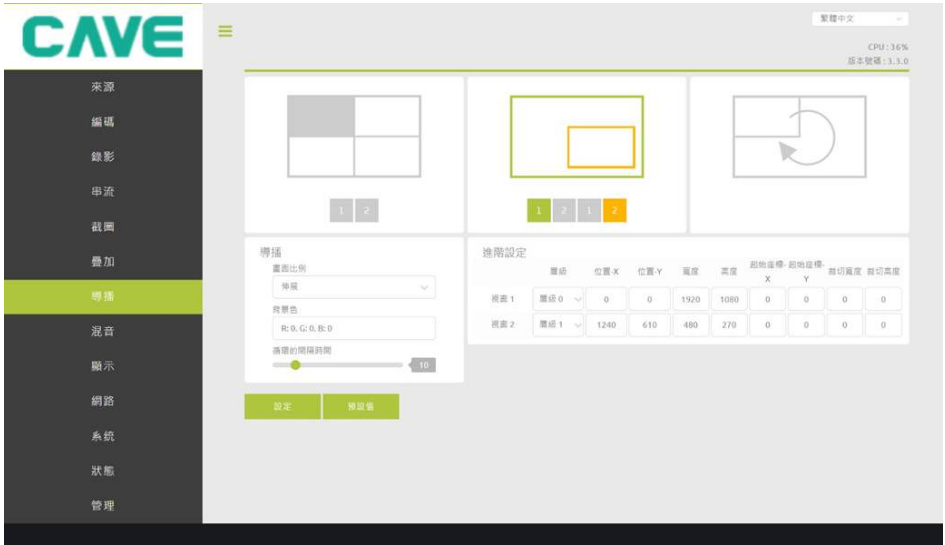 CAVE
繁體中文
CPU : 36%
版本號碼 : 3.3.0
來源
編碼
錄影
串流
截圖
疊加
導播
混音
顯示
網路
系統
狀態
管理
1 2
1 2 1 2
導播
畫面比例
伸展
背景色
R: 0, G: 0, B: 0
循環的間隔時間
10
設定 預設值
進階設定
層級 位置-X 位置-Y 寬度 高度 起始座標-X 起始座標-Y 裁切寬度 裁切高度
視窗 1 層級 0 0 0 1920 1080 0 0 0 0
視窗 2 層級 1 1240 610 480 270 0 0 0 0